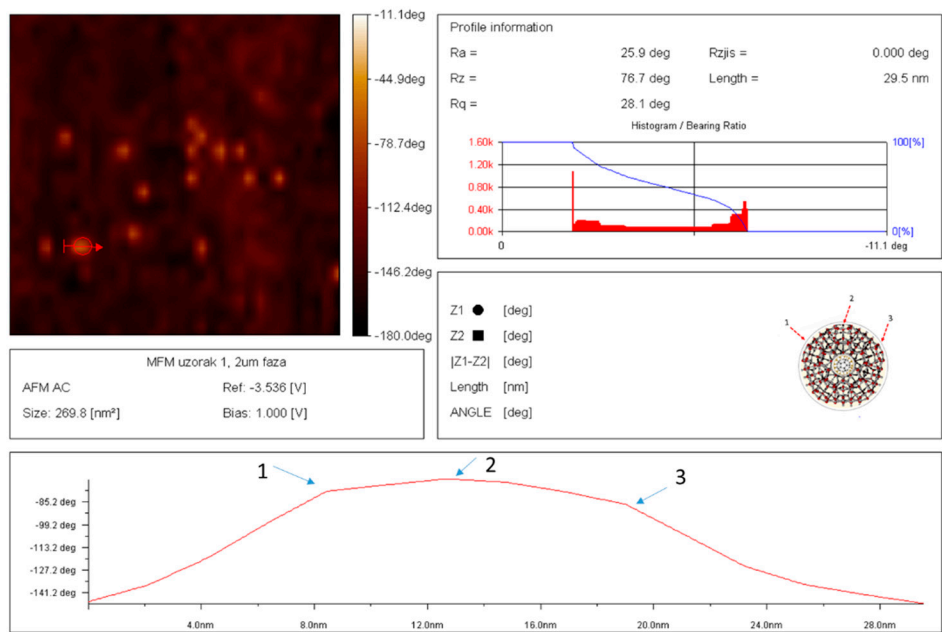 -11.1deg
-44.9deg
-78.7deg
-112.4deg
-146.2deg
-180.0deg
Profile information
Ra = 25.9 deg Rzjis = 0.000 deg
Rz = 76.7 deg Length = 29.5 nm
Rq = 28.1 deg
Histogram / Bearing Ratio
1.60k 100[%]
1.20k
0.80k
0.40k
0.00k 0[%]
0 -11.1 deg
MFM uzorak 1, 2um faza
AFM AC Ref: -3.536 [V]
Size: 269.8 [nm²] Bias: 1.000 [V]
Z1 [deg]
Z2 [deg]
|Z1-Z2| [deg]
Length [nm]
ANGLE [deg]
1 2 3
1 2 3
-85.2 deg
-99.2 deg
-113.2 deg
-127.2 deg
-141.2 deg
4.0nm 8.0nm 12.0nm 16.0nm 20.0nm 24.0nm 28.0nm